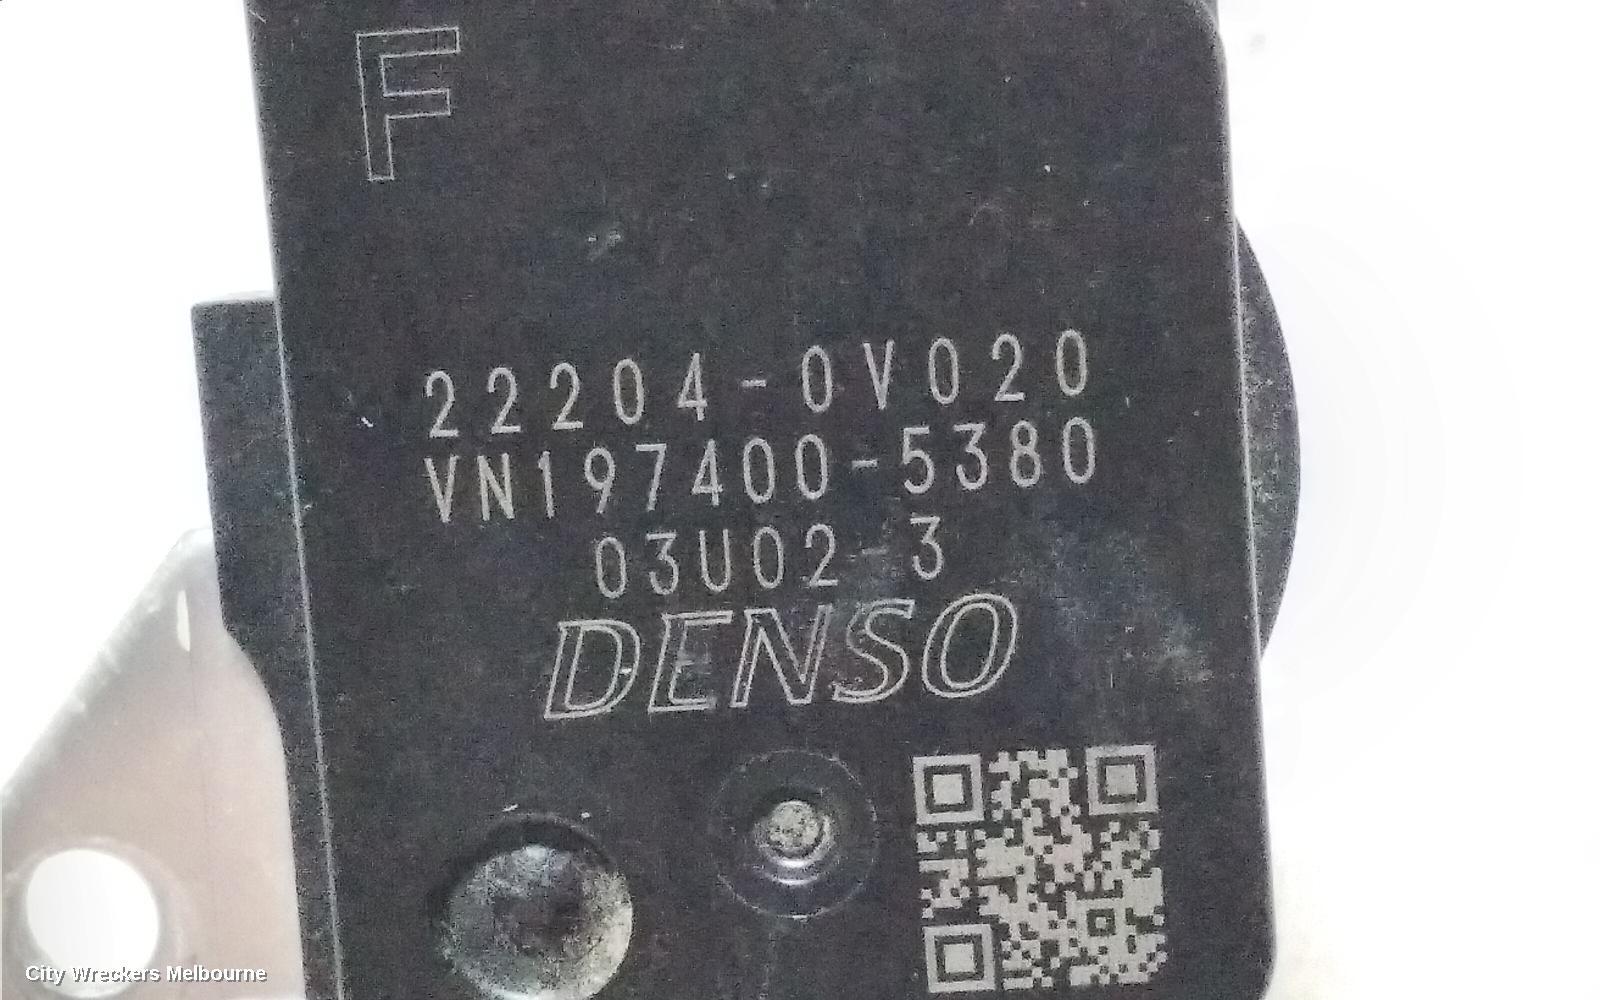 F
22204-0V020
VN197400-5380
03U02-3
DENSO
City Wreckers Melbourne